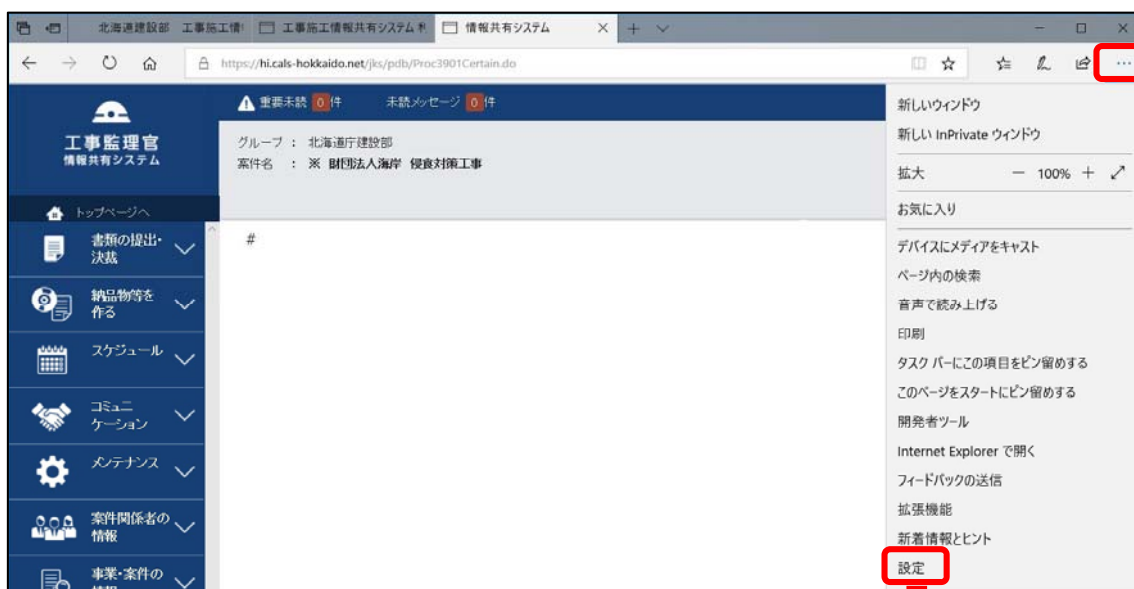 北海道建設部 工事施工情
工事施工情報共有システム
情報共有システム
https://hi.cals-hokkaido.net/jks/pdb/Proc3901Certain.do
工事監理官
情報共有システム
重要未読 0 件 未読メッセージ 0 件
グループ : 北海道庁建設部
案件名 : ※ 財団法人海岸 侵食対策工事
トップページへ
書類の提出・
決裁
納品物等を
作る
スケジュール
コミュニ
ケーション
メンテナンス
案件関係者の
情報
事業・案件の
#
新しいウィンドウ
新しい InPrivate ウィンドウ
拡大 − 100% +
お気に入り
デバイスにメディアをキャスト
ページ内の検索
音声で読み上げる
印刷
タスク バーにこの項目をピン留めする
このページをスタートにピン留めする
開発者ツール
Internet Explorer で開く
フィードバックの送信
拡張機能
新着情報とヒント
設定